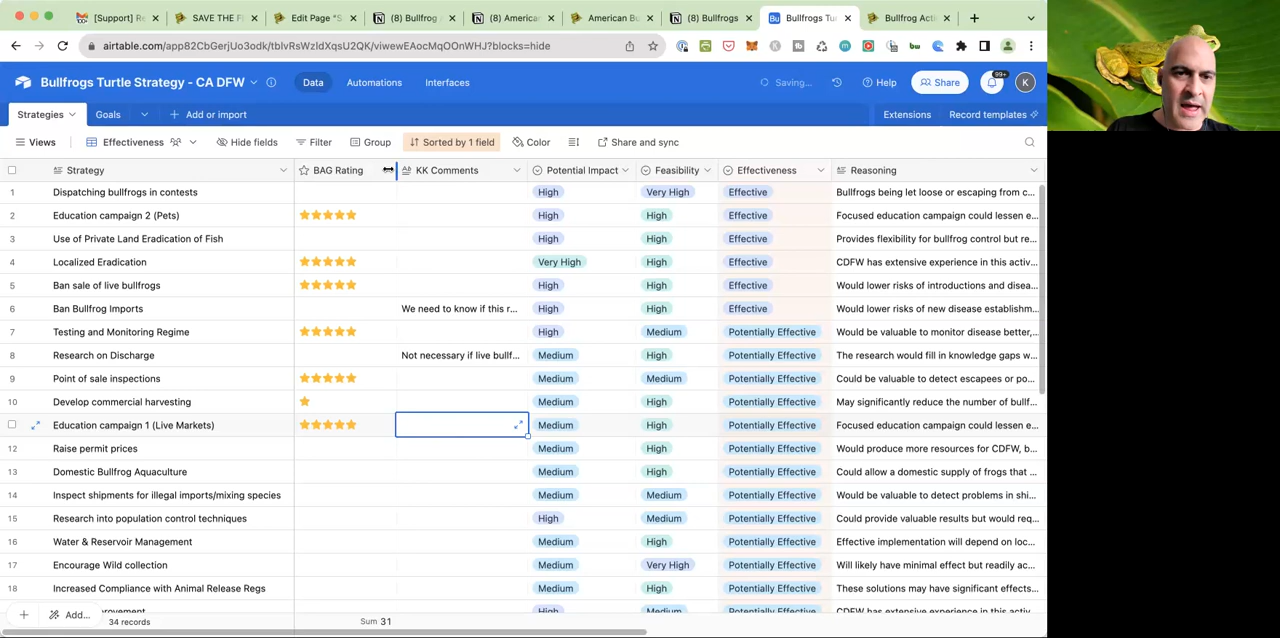 [Support] Re
SAVE THE F
Edit Page "S
(8) Bullfrog
(8) American
American Bu
(8) Bullfrogs
Bullfrogs Tur
Bullfrog Acti
airtable.com/app82CbGerjUo3odk/tblvRsWzIdXqsU2QK/viwewEAocMqOOnWHJ?blocks=hide
Bullfrogs Turtle Strategy - CA DFW
Data
Automations
Interfaces
Saving...
Help
Share
99+
K
Strategies
Goals
Add or import
Extensions
Record templates
Views
Effectiveness
Hide fields
Filter
Group
Sorted by 1 field
Color
Share and sync
Strategy BAG Rating KK Comments Potential Impact Feasibility Effectiveness Reasoning
1 Dispatching bullfrogs in contests High Very High Effective Bullfrogs being let loose or escaping from c...
2 Education campaign 2 (Pets) High High Effective Focused education campaign could lessen e...
3 Use of Private Land Eradication of Fish High High Effective Provides flexibility for bullfrog control but re...
4 Localized Eradication Very High High Effective CDFW has extensive experience in this activ...
5 Ban sale of live bullfrogs High High Effective Would lower risks of introductions and disea...
6 Ban Bullfrog Imports We need to know if this r... High High Effective Would lower risks of new disease establishm...
7 Testing and Monitoring Regime High Medium Potentially Effective Would be valuable to monitor disease better,...
8 Research on Discharge Not necessary if live bullf... Medium High Potentially Effective The research would fill in knowledge gaps w...
9 Point of sale inspections Medium Medium Potentially Effective Could be valuable to detect escapees or po...
10 Develop commercial harvesting Medium High Potentially Effective May significantly reduce the number of bullf...
Education campaign 1 (Live Markets) Medium High Potentially Effective Focused education campaign could lessen e...
12 Raise permit prices Medium High Potentially Effective Would produce more resources for CDFW, b...
13 Domestic Bullfrog Aquaculture Medium High Potentially Effective Could allow a domestic supply of frogs that ...
14 Inspect shipments for illegal imports/mixing species Medium Medium Potentially Effective Would be valuable to detect problems in shi...
15 Research into population control techniques High Medium Potentially Effective Could provide valuable results but would req...
16 Water & Reservoir Management Medium High Potentially Effective Effective implementation will depend on loc...
17 Encourage Wild collection Medium Very High Potentially Effective Will likely have minimal effect but readily ac...
18 Increased Compliance with Animal Release Regs Medium High Potentially Effective These solutions may have significant effects...
High Medium Potentially Effective CDFW has extensive experience in this activ...
Add...
34 records
Sum 31